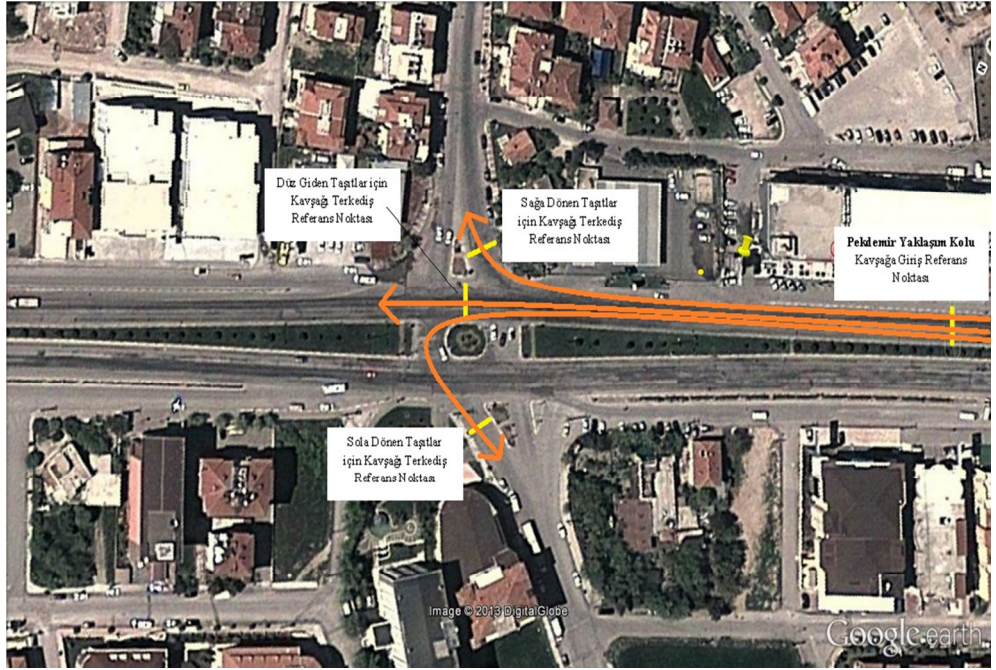 Düz Giden Taşıtlar için
Kavşağı Terkediş
Referans Noktası
Sağa Dönen Taşıtlar
için Kavşağı Terkediş
Referans Noktası
Pekdemir Yaklaşım Kolu
Kavşağa Giriş Referans
Noktası
Sola Dönen Taşıtlar
için Kavşağı Terkediş
Referans Noktası
Image © 2013 DigitalGlobe
Google earth